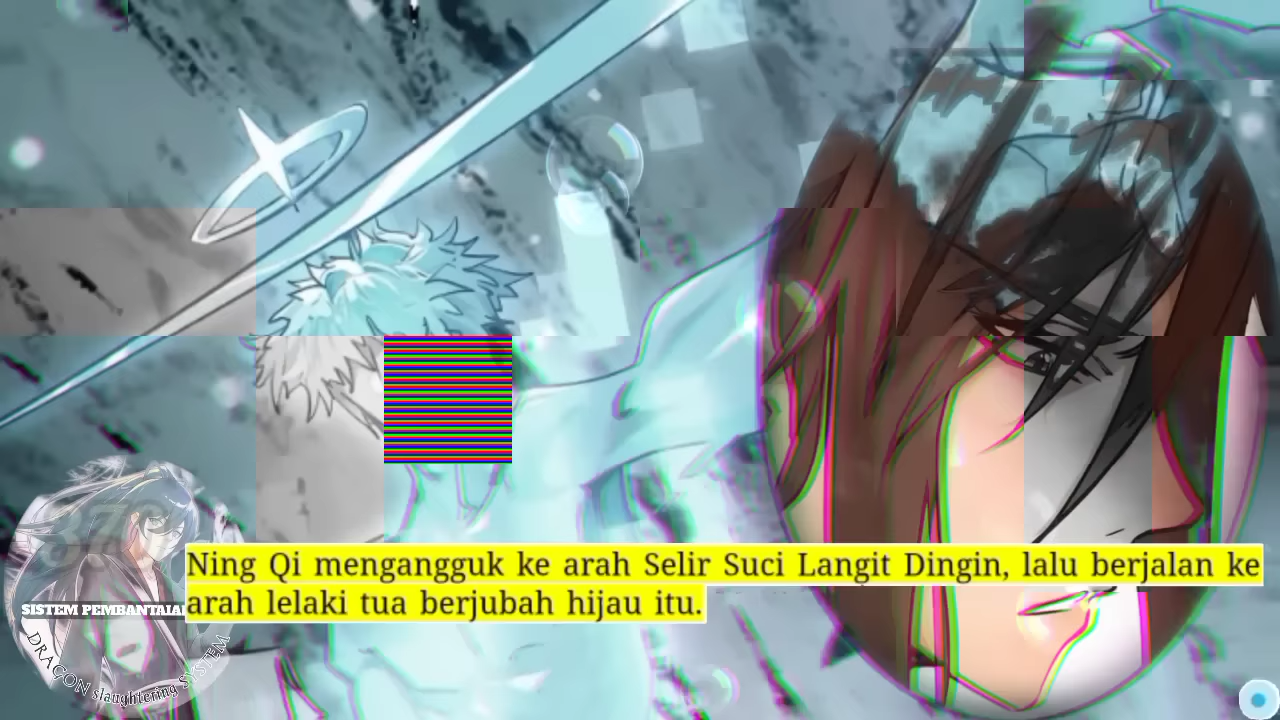 Ning Qi mengangguk ke arah Selir Suci Langit Dingin, lalu berjalan ke
arah lelaki tua berjubah hijau itu.
SISTEM PEMBANTAIAN
DRAGON slaughtering SYSTEM